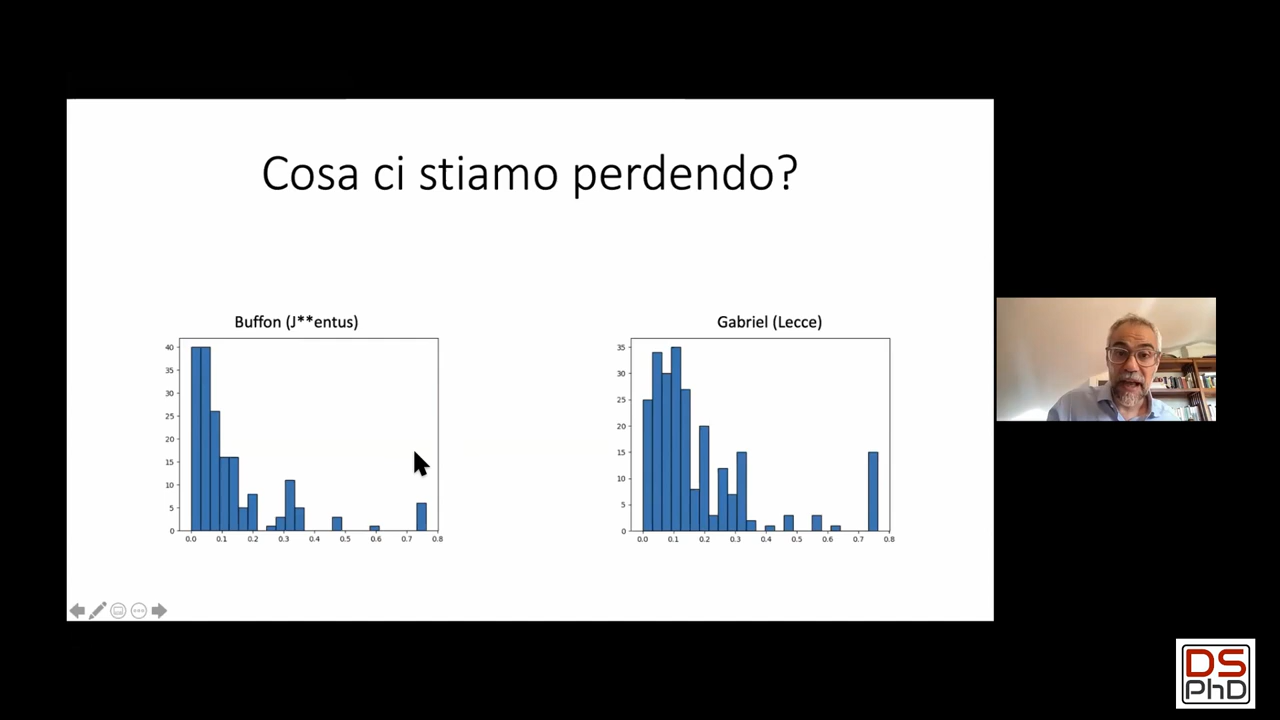 Cosa ci stiamo perdendo?
Buffon (J**entus)
40
35
30
25
20
15
10
5
0
0.0 0.1 0.2 0.3 0.4 0.5 0.6 0.7 0.8
Gabriel (Lecce)
35
30
25
20
15
10
5
0
0.0 0.1 0.2 0.3 0.4 0.5 0.6 0.7 0.8
DS
PhD